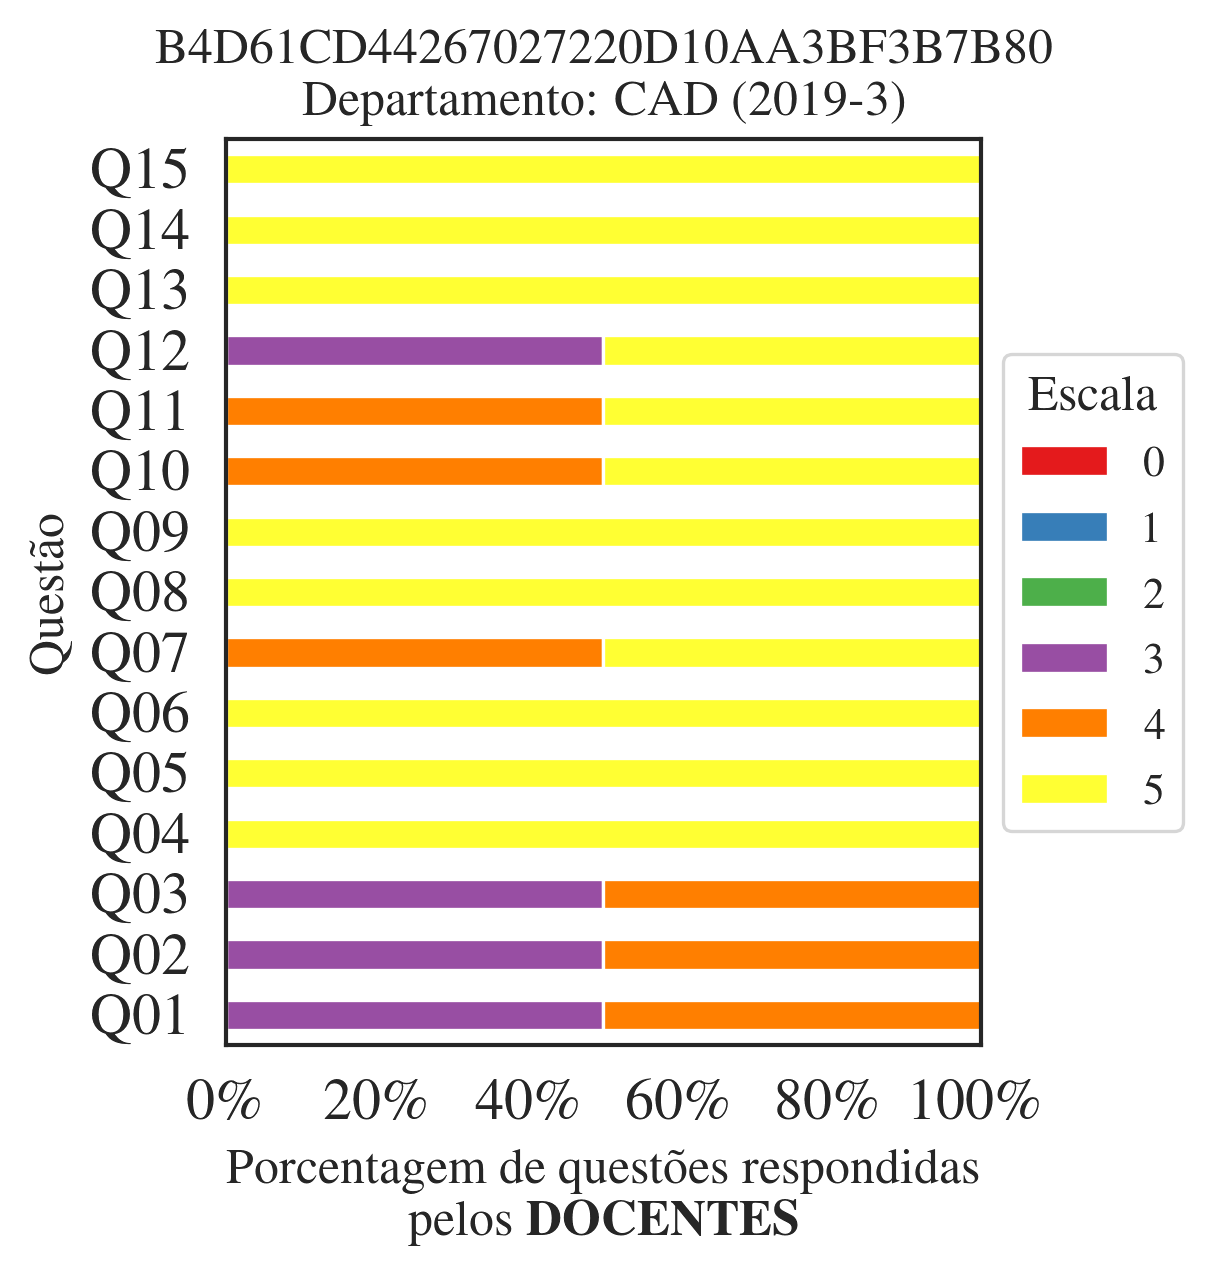 B4D61CD44267027220D10AA3BF3B7B80
Departamento: CAD (2019-3)
Q15
Q14
Q13
Q12
Q11
Q10
Q09
Q08
Q07
Q06
Q05
Q04
Q03
Q02
Q01
Questão
0% 20% 40% 60% 80% 100%
Porcentagem de questões respondidas
pelos DOCENTES
Escala
0
1
2
3
4
5